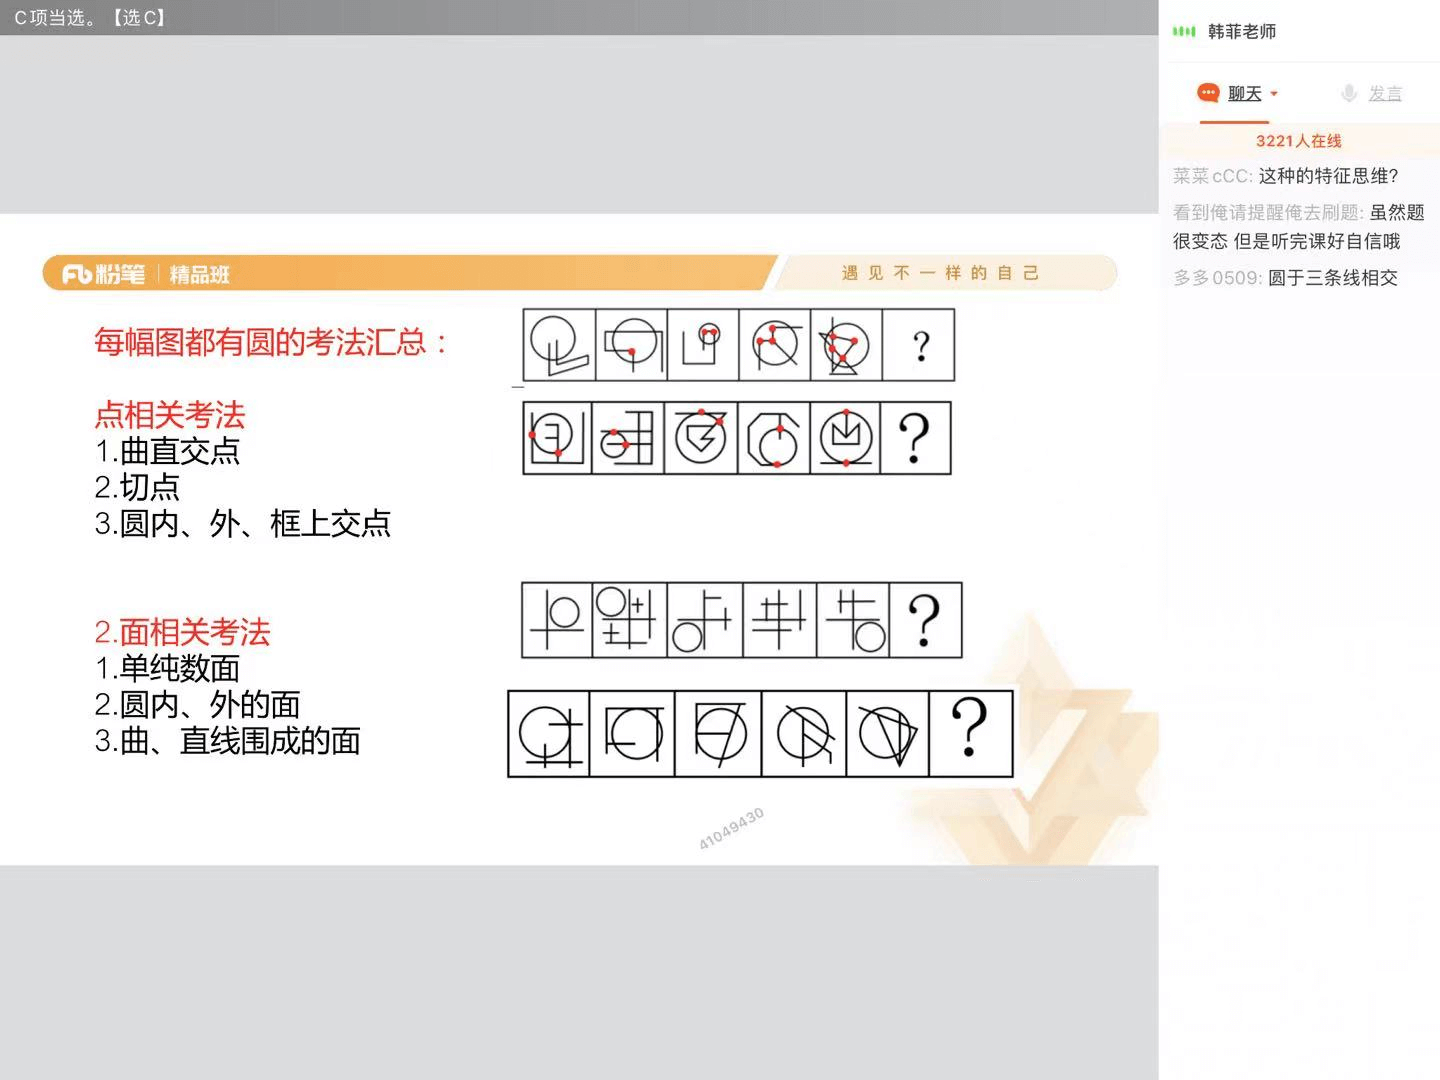 C项当选。【选C】
韩菲老师
聊天
发言
3221人在线
菜菜cCC: 这种的特征思维?
看到俺请提醒俺去刷题: 虽然题
很变态 但是听完课好自信哦
多多0509: 圆于三条线相交
粉笔 精品班
遇见不一样的自己
每幅图都有圆的考法汇总：
点相关考法
1.曲直交点
2.切点
3.圆内、外、框上交点
2.面相关考法
1.单纯数面
2.圆内、外的面
3.曲、直线围成的面
?
?
?
?
41049430